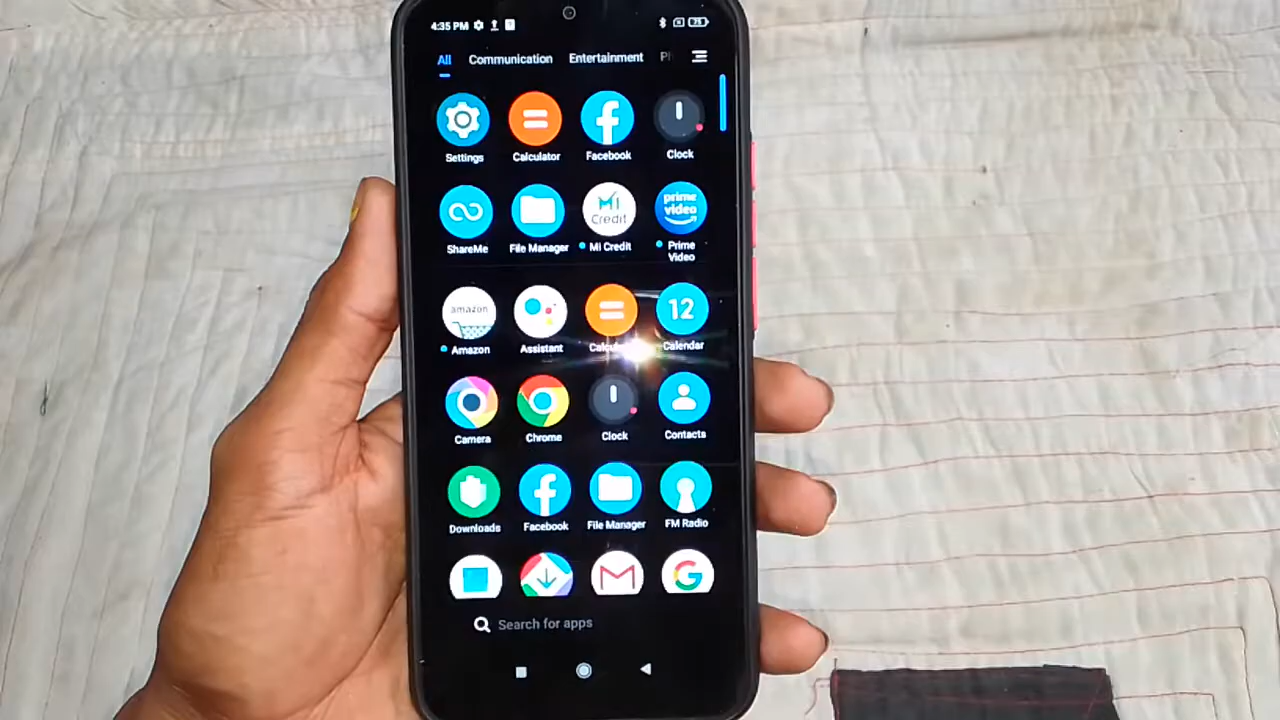 4:35 PM 75
All Communication Entertainment
Settings Calculator Facebook Clock
Mi Credit prime video
ShareMe File Manager Mi Credit Prime Video
amazon 12
Amazon Assistant Calendar
Camera Chrome Clock Contacts
Downloads Facebook File Manager FM Radio
Search for apps